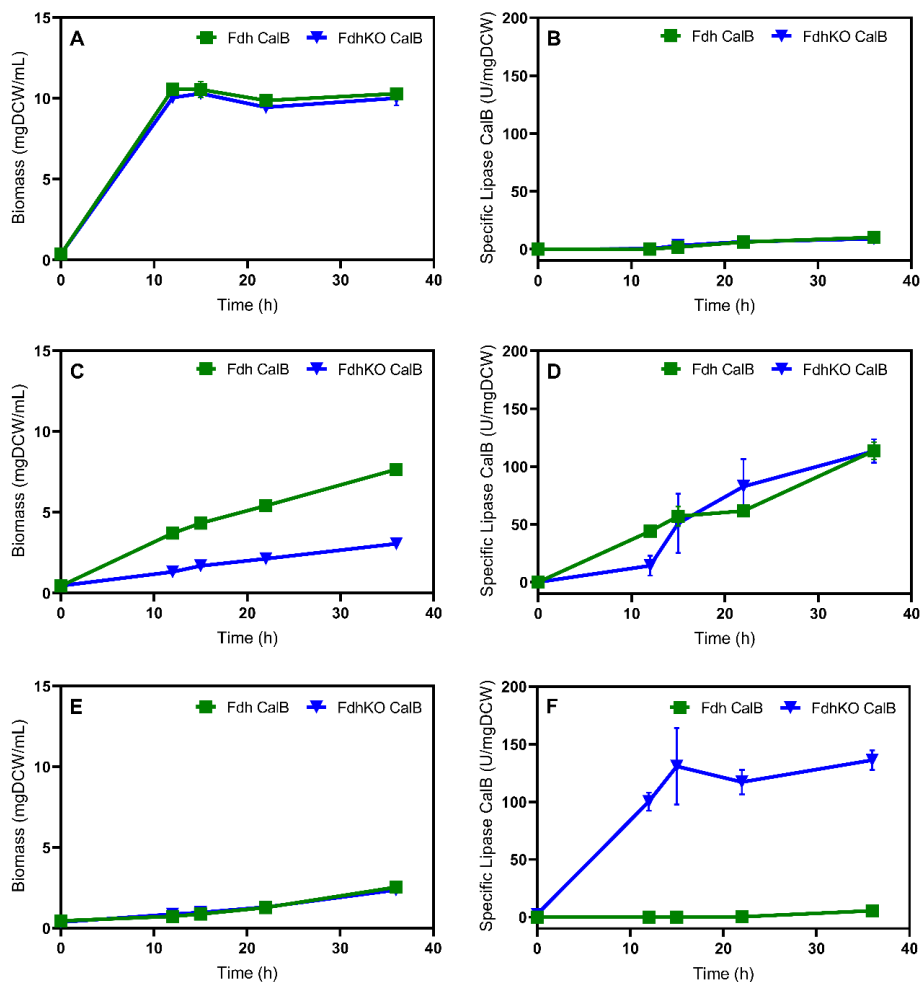 A Fdh CalB FdhKO CalB
Biomass (mgDCW/mL)
15
10
5
0
0 10 20 30 40
Time (h)
B Fdh CalB FdhKO CalB
Specific Lipase CalB (U/mgDCW)
200
150
100
50
0
0 10 20 30 40
Time (h)
C Fdh CalB FdhKO CalB
Biomass (mgDCW/mL)
15
10
5
0
0 10 20 30 40
Time (h)
D Fdh CalB FdhKO CalB
Specific Lipase CalB (U/mgDCW)
200
150
100
50
0
0 10 20 30 40
Time (h)
E Fdh CalB FdhKO CalB
Biomass (mgDCW/mL)
15
10
5
0
0 10 20 30 40
Time (h)
F Fdh CalB FdhKO CalB
Specific Lipase CalB (U/mgDCW)
200
150
100
50
0
0 10 20 30 40
Time (h)